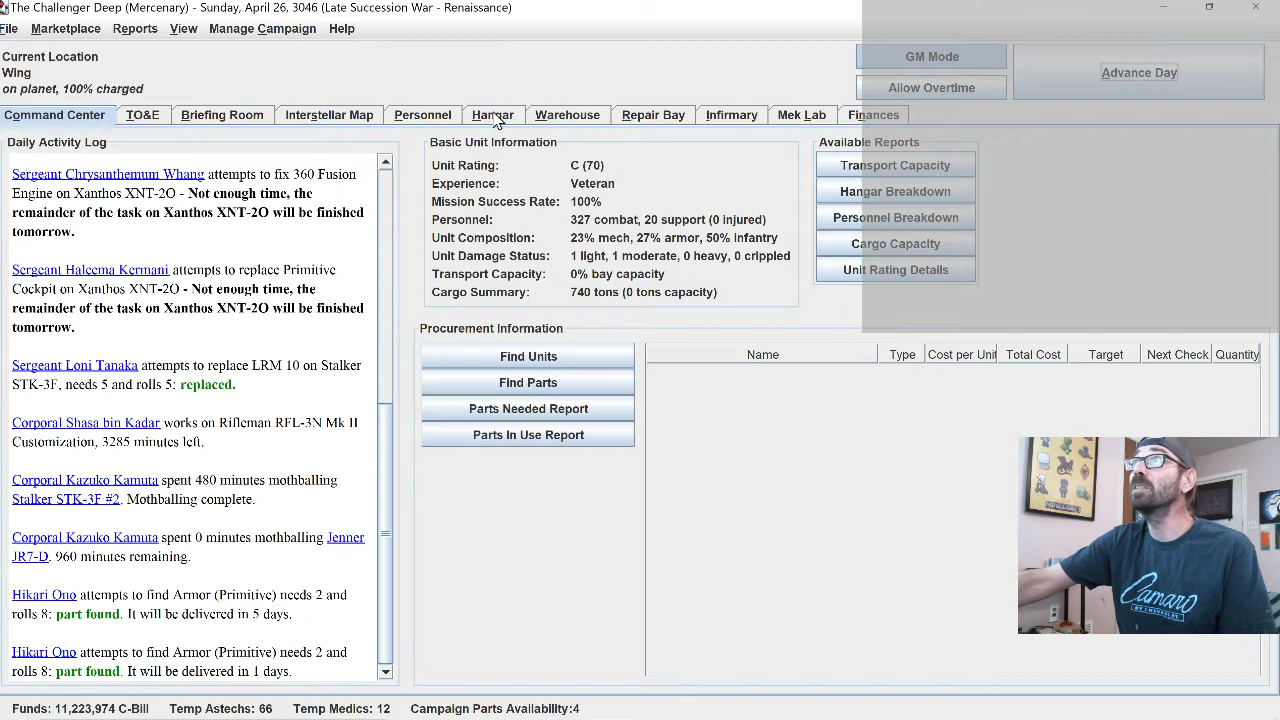 The Challenger Deep (Mercenary) - Sunday, April 26, 3046 (Late Succession War - Renaissance)
File Marketplace Reports View Manage Campaign Help
Current Location
Wing
on planet, 100% charged
GM Mode
Allow Overtime
Advance Day
Command Center TO&E Briefing Room Interstellar Map Personnel Hangar Warehouse Repair Bay Infirmary Mek Lab Finances
Daily Activity Log
Sergeant Chrysanthemum Whang attempts to fix 360 Fusion
Engine on Xanthos XNT-2O - Not enough time, the
remainder of the task on Xanthos XNT-2O will be finished
tomorrow.
Sergeant Haleema Kermani attempts to replace Primitive
Cockpit on Xanthos XNT-2O - Not enough time, the
remainder of the task on Xanthos XNT-2O will be finished
tomorrow.
Sergeant Loni Tanaka attempts to replace LRM 10 on Stalker
STK-3F, needs 5 and rolls 5: replaced.
Corporal Shasa bin Kadar works on Rifleman RFL-3N Mk II
Customization, 3285 minutes left.
Corporal Kazuko Kamuta spent 480 minutes mothballing
Stalker STK-3F #2. Mothballing complete.
Corporal Kazuko Kamuta spent 0 minutes mothballing Jenner
JR7-D. 960 minutes remaining.
Hikari Ono attempts to find Armor (Primitive) needs 2 and
rolls 8: part found. It will be delivered in 5 days.
Hikari Ono attempts to find Armor (Primitive) needs 2 and
rolls 8: part found. It will be delivered in 1 days.
Basic Unit Information
Unit Rating: C (70)
Experience: Veteran
Mission Success Rate: 100%
Personnel: 327 combat, 20 support (0 injured)
Unit Composition: 23% mech, 27% armor, 50% infantry
Unit Damage Status: 1 light, 1 moderate, 0 heavy, 0 crippled
Transport Capacity: 0% bay capacity
Cargo Summary: 740 tons (0 tons capacity)
Available Reports
Transport Capacity
Hangar Breakdown
Personnel Breakdown
Cargo Capacity
Unit Rating Details
Procurement Information
Find Units
Find Parts
Parts Needed Report
Parts In Use Report
Name Type Cost per Unit Total Cost Target Next Check Quantity
Camaro
BY CHEVROLET
Funds: 11,223,974 C-Bill Temp Astechs: 66 Temp Medics: 12 Campaign Parts Availability:4